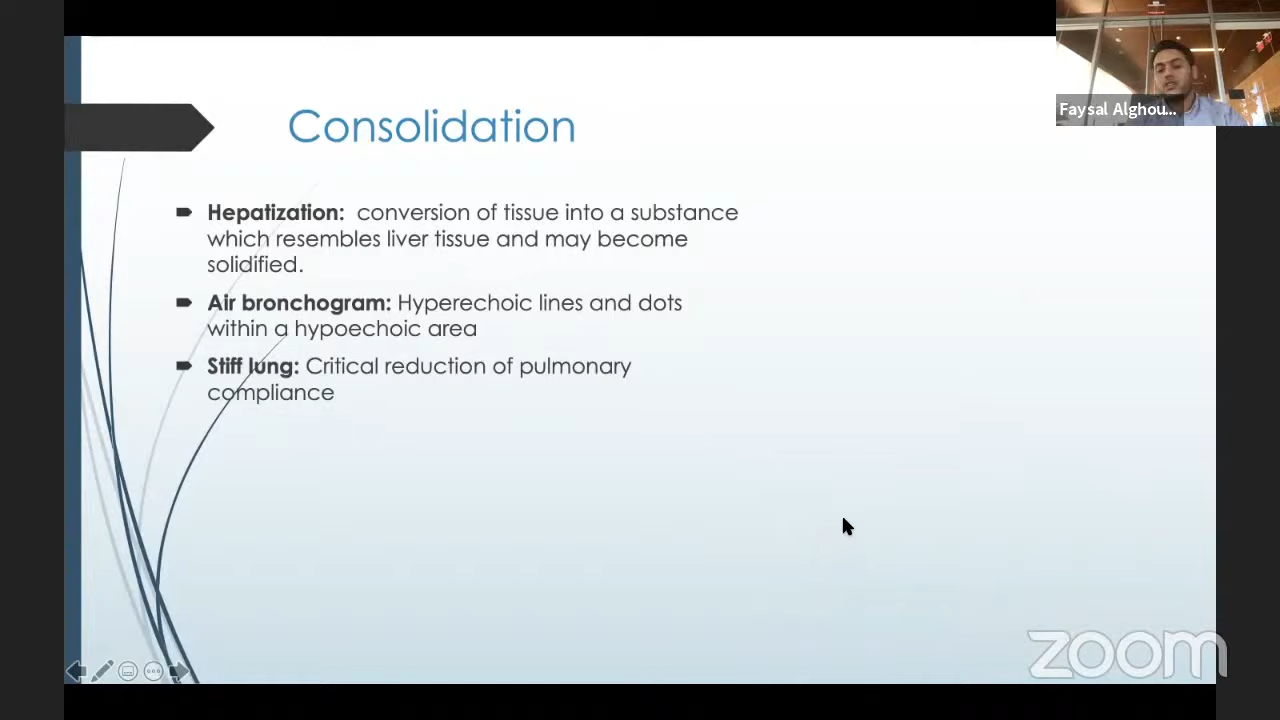 Faysal Alghou...
Consolidation
Hepatization: conversion of tissue into a substance
which resembles liver tissue and may become
solidified.
Air bronchogram: Hyperechoic lines and dots
within a hypoechoic area
Stiff lung: Critical reduction of pulmonary
compliance
zoom